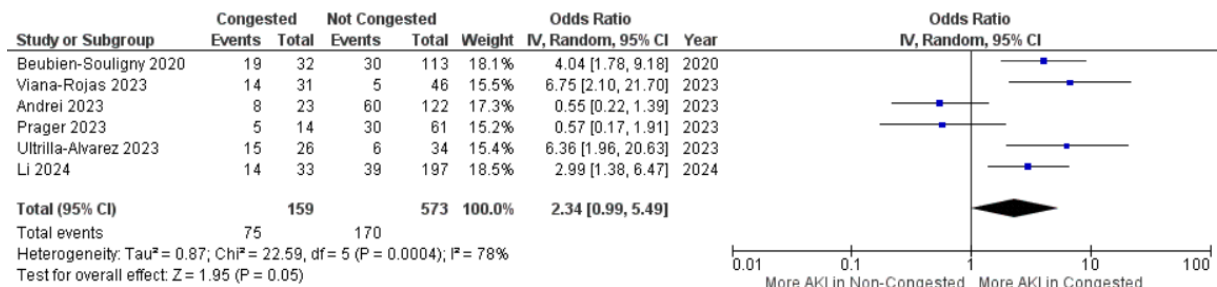 Congested Not Congested Odds Ratio Odds Ratio
Study or Subgroup Events Total Events Total Weight IV, Random, 95% CI Year IV, Random, 95% CI
Beubien-Souligny 2020 19 32 30 113 18.1% 4.04 [1.78, 9.18] 2020
Viana-Rojas 2023 14 31 5 46 15.5% 6.75 [2.10, 21.70] 2023
Andrei 2023 8 23 60 122 17.3% 0.55 [0.22, 1.39] 2023
Prager 2023 5 14 30 61 15.2% 0.57 [0.17, 1.91] 2023
Ultrilla-Alvarez 2023 15 26 6 34 15.4% 6.36 [1.96, 20.63] 2023
Li 2024 14 33 39 197 18.5% 2.99 [1.38, 6.47] 2024
Total (95% CI) 159 573 100.0% 2.34 [0.99, 5.49]
Total events 75 170
Heterogeneity: Tau² = 0.87; Chi² = 22.59, df = 5 (P = 0.0004); I² = 78%
Test for overall effect: Z = 1.95 (P = 0.05)
0.01 0.1 1 10 100
More AKI in Non-Congested More AKI in Congested